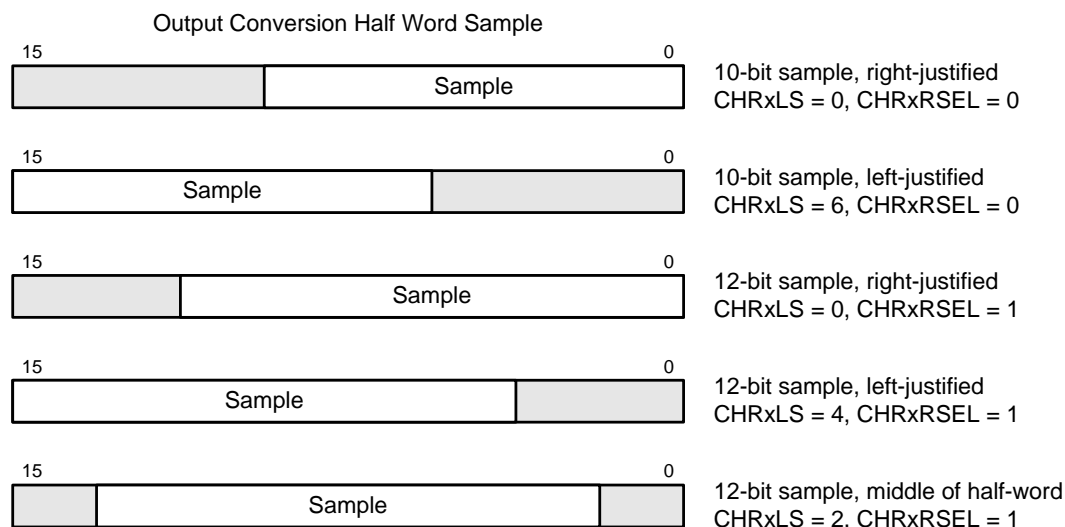 Output Conversion Half Word Sample
15 0
Sample
10-bit sample, right-justified
CHRxLS = 0, CHRxRSEL = 0
15 0
Sample
10-bit sample, left-justified
CHRxLS = 6, CHRxRSEL = 0
15 0
Sample
12-bit sample, right-justified
CHRxLS = 0, CHRxRSEL = 1
15 0
Sample
12-bit sample, left-justified
CHRxLS = 4, CHRxRSEL = 1
15 0
Sample
12-bit sample, middle of half-word
CHRxLS = 2, CHRxRSEL = 1